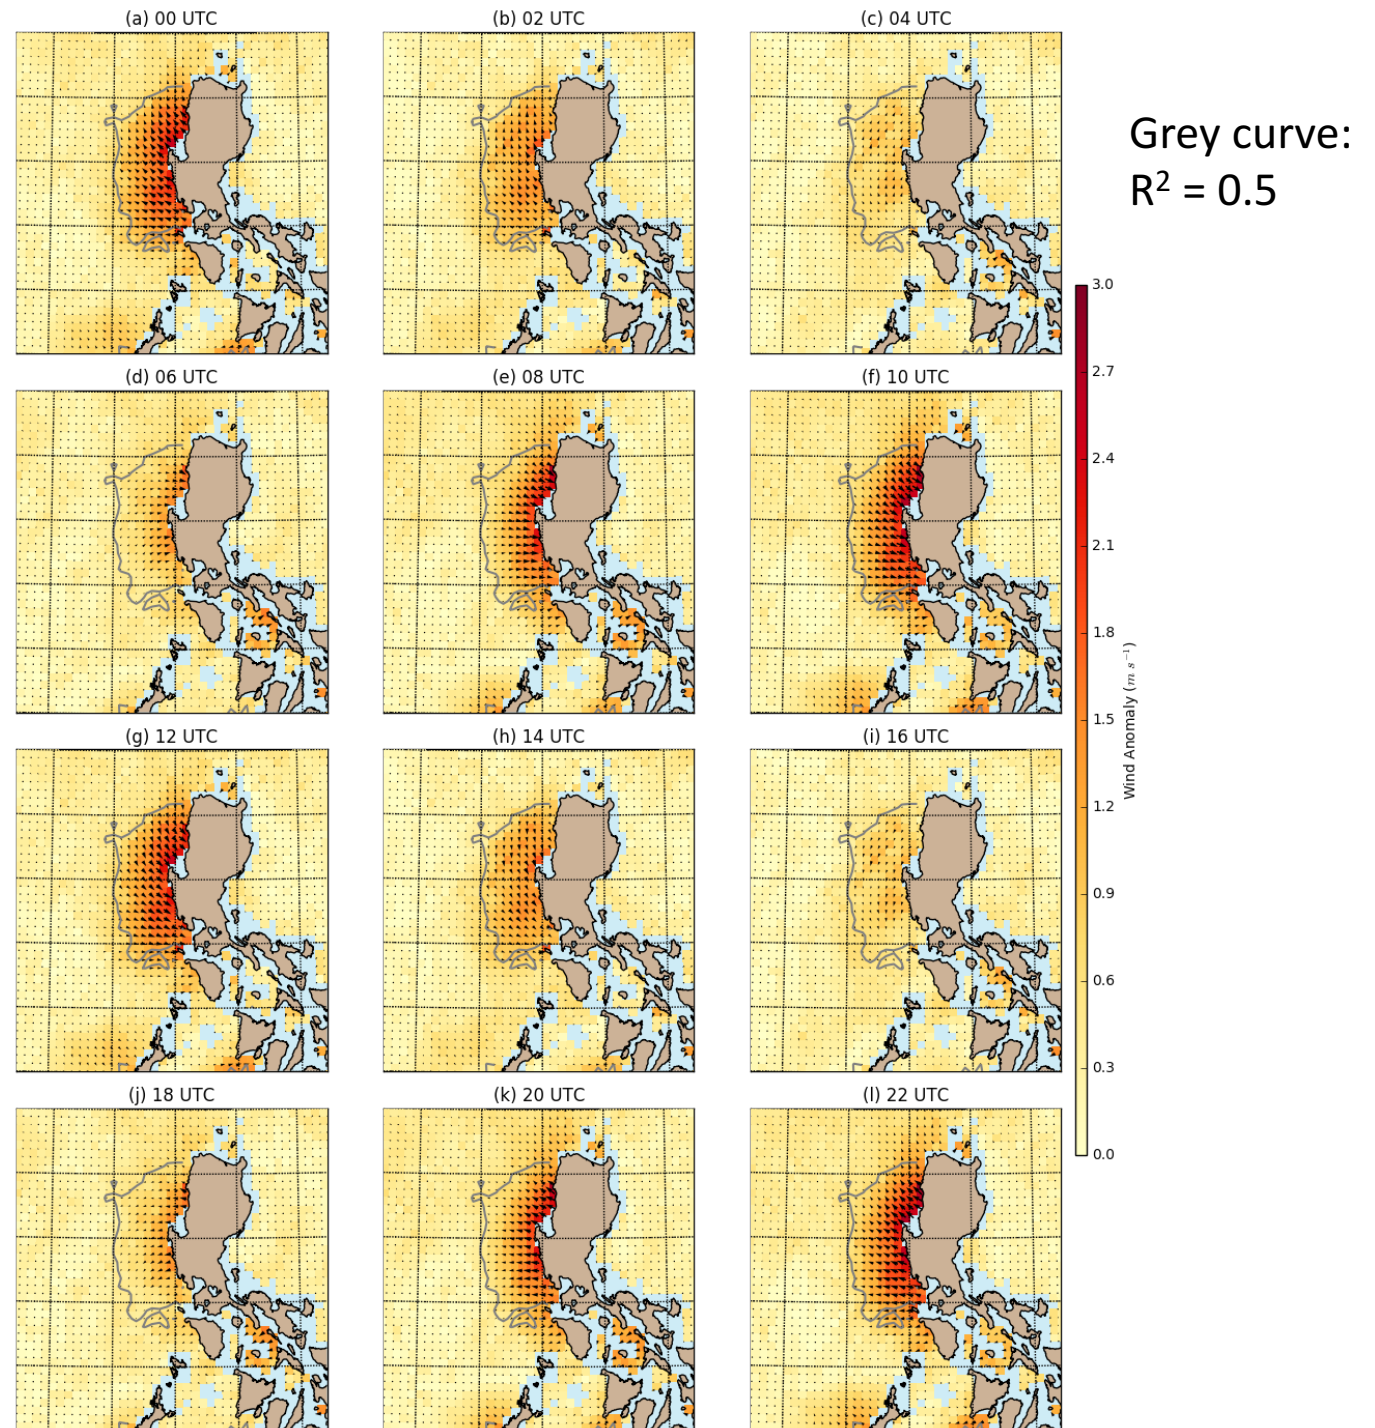 (a) 00 UTC
(b) 02 UTC
(c) 04 UTC
Grey curve:
R² = 0.5
3.0
2.7
2.4
2.1
1.8
1.5
1.2
0.9
0.6
0.3
0.0
Wind Anomaly (m s⁻¹)
(d) 06 UTC
(e) 08 UTC
(f) 10 UTC
(g) 12 UTC
(h) 14 UTC
(i) 16 UTC
(j) 18 UTC
(k) 20 UTC
(l) 22 UTC